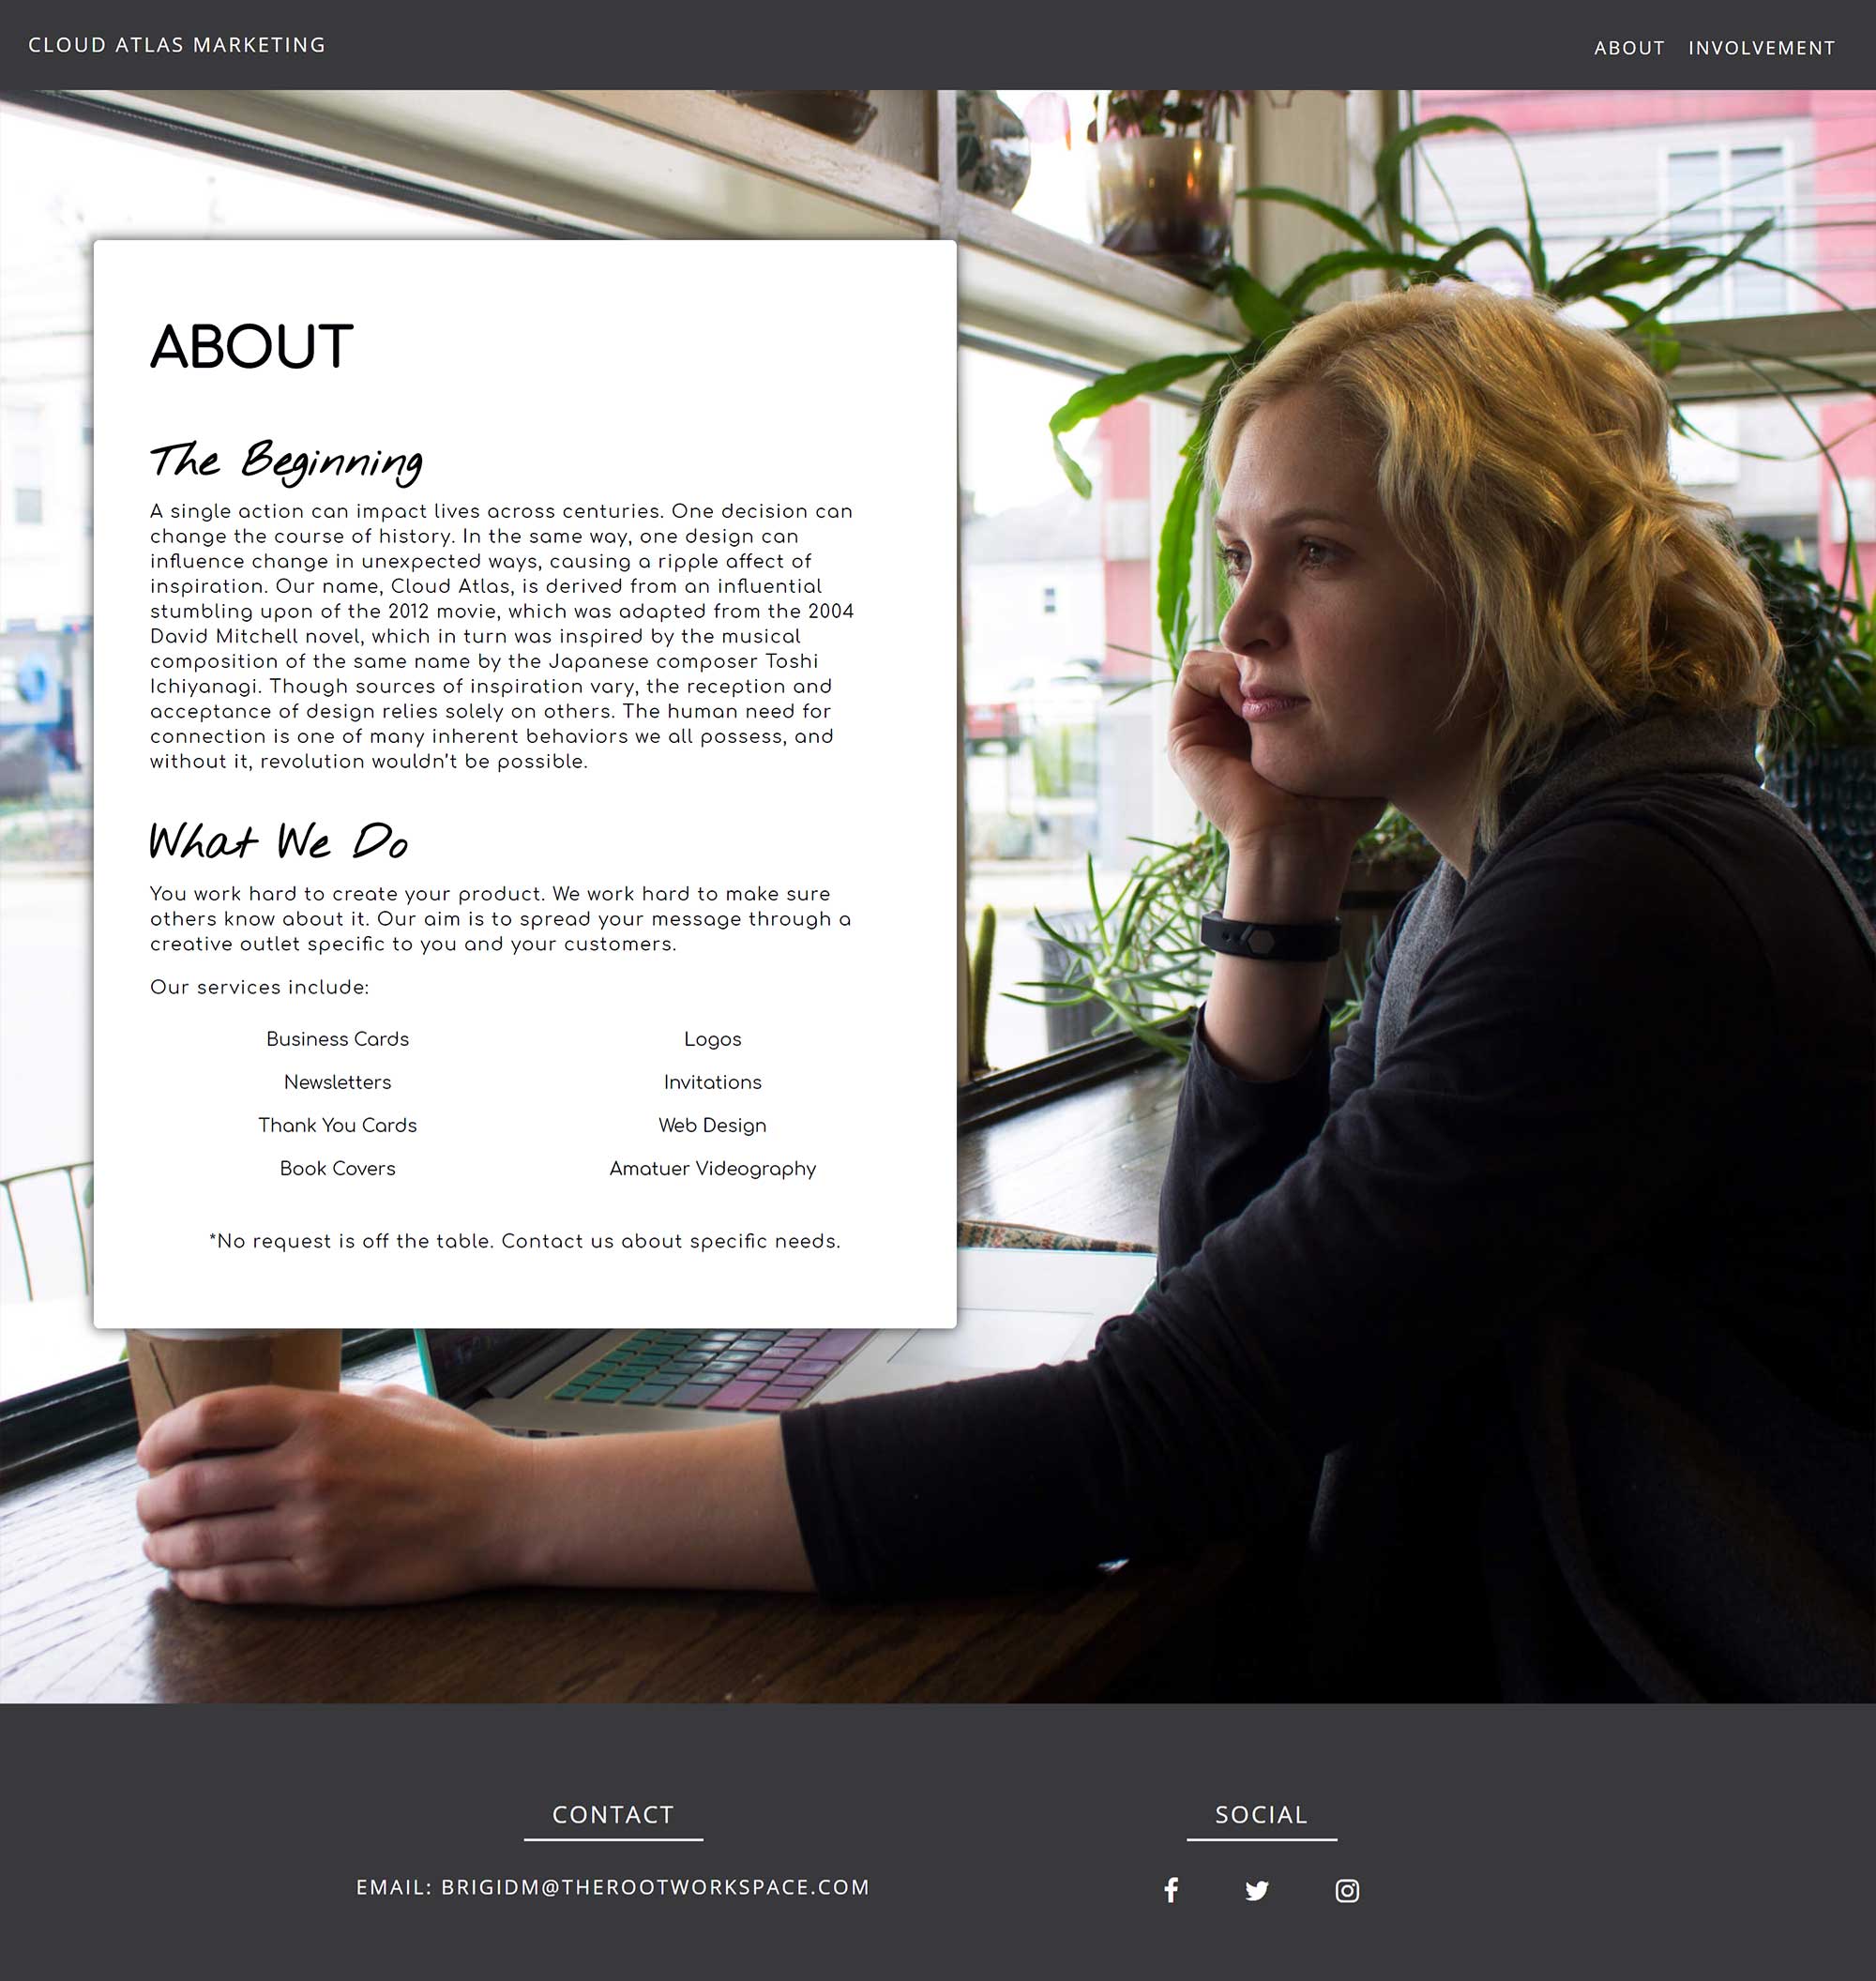 CLOUD ATLAS MARKETING
ABOUT INVOLVEMENT
ABOUT
The Beginning
A single action can impact lives across centuries. One decision can
change the course of history. In the same way, one design can
influence change in unexpected ways, causing a ripple affect of
inspiration. Our name, Cloud Atlas, is derived from an influential
stumbling upon of the 2012 movie, which was adapted from the 2004
David Mitchell novel, which in turn was inspired by the musical
composition of the same name by the Japanese composer Toshi
Ichiyanagi. Though sources of inspiration vary, the reception and
acceptance of design relies solely on others. The human need for
connection is one of many inherent behaviors we all possess, and
without it, revolution wouldn't be possible.
What We Do
You work hard to create your product. We work hard to make sure
others know about it. Our aim is to spread your message through a
creative outlet specific to you and your customers.
Our services include:
Business Cards Logos
Newsletters Invitations
Thank You Cards Web Design
Book Covers Amatuer Videography
*No request is off the table. Contact us about specific needs.
CONTACT SOCIAL
EMAIL: BRIGIDM@THEROOTWORKSPACE.COM